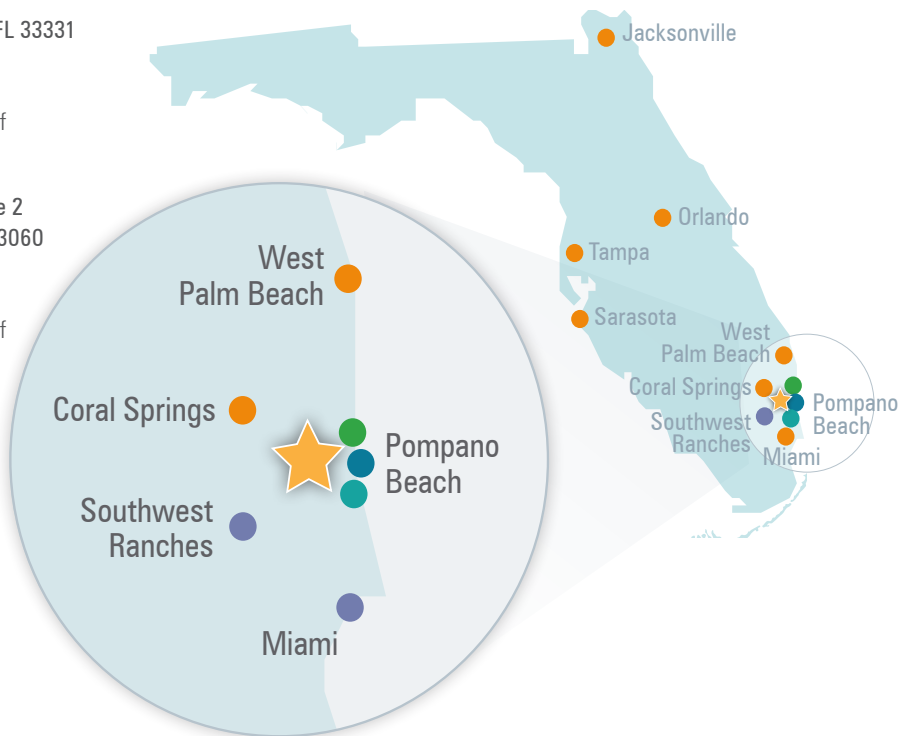 FL 33331
f
e 2
3060
f
Jacksonville
Orlando
Tampa
Sarasota
West
Palm Beach
Coral Springs
Southwest
Ranches
Pompano
Beach
Miami
West
Palm Beach
Coral Springs
Pompano
Beach
Southwest
Ranches
Miami